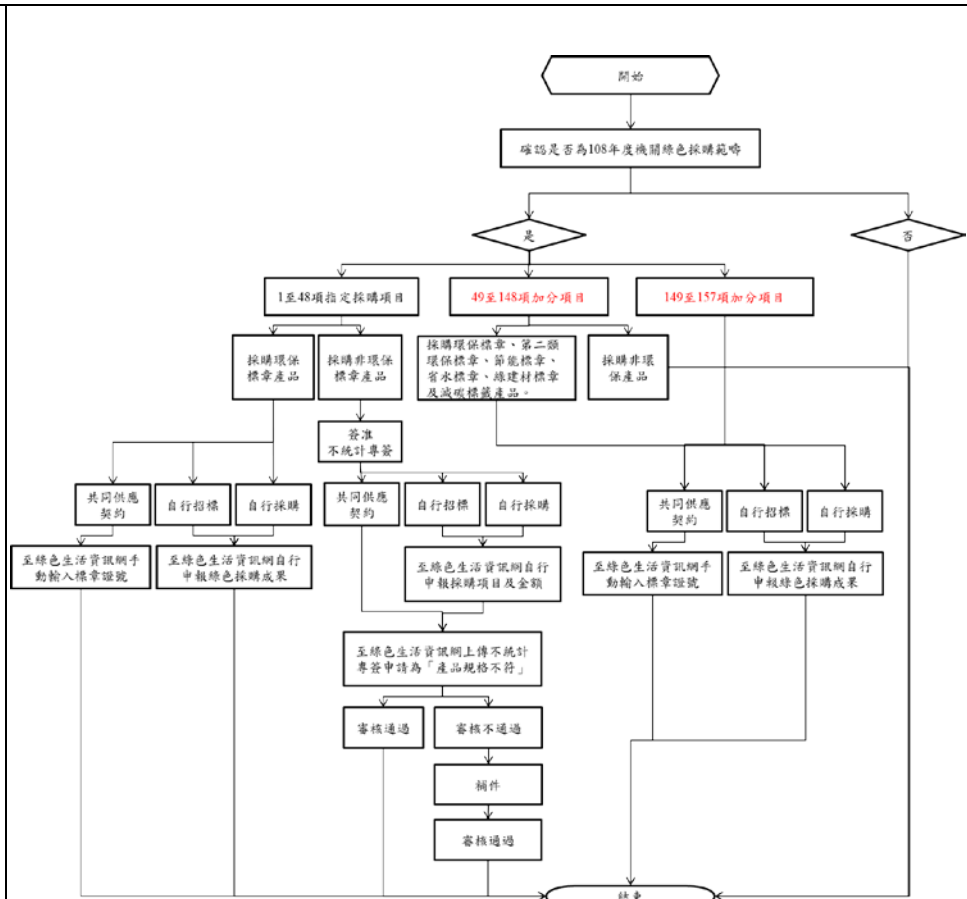 開始
確認是否為108年度機關綠色採購範疇
是
否
1至48項指定採購項目
49至148項加分項目
149至157項加分項目
採購環保
標章產品
採購非環保
標章產品
採購環保標章、第二類
環保標章、節能標章、
省水標章、綠建材標章
及減碳標籤產品。
採購非環
保產品
簽准
不統計專簽
共同供應
契約
自行招標
自行採購
共同供應
契約
自行招標
自行採購
共同供應
契約
自行招標
自行採購
至綠色生活資訊網手
動輸入標章證號
至綠色生活資訊網自行
申報綠色採購成果
至綠色生活資訊網自行
申報採購項目及金額
至綠色生活資訊網手
動輸入標章證號
至綠色生活資訊網自行
申報綠色採購成果
至綠色生活資訊網上傳不統計
專簽申請為「產品規格不符」
審核通過
審核不通過
補件
審核通過
結束